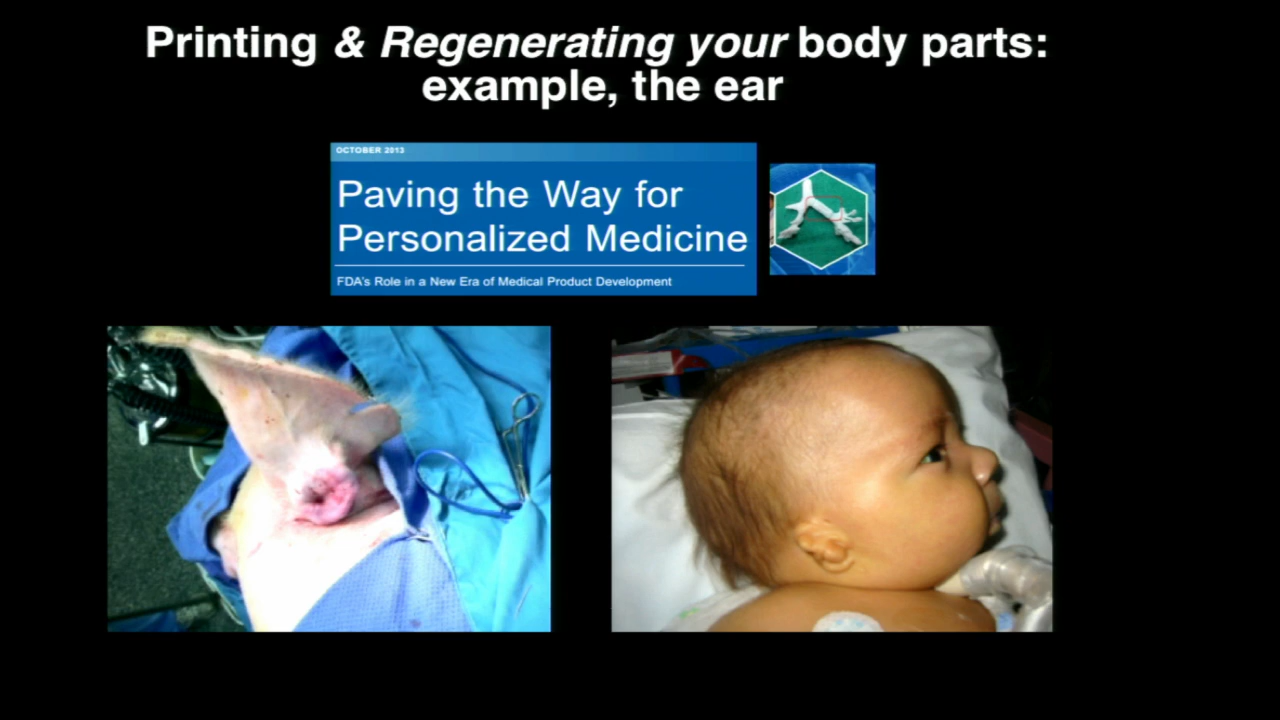 Printing & Regenerating your body parts:
example, the ear
OCTOBER 2013
Paving the Way for
Personalized Medicine
FDA's Role in a New Era of Medical Product Development